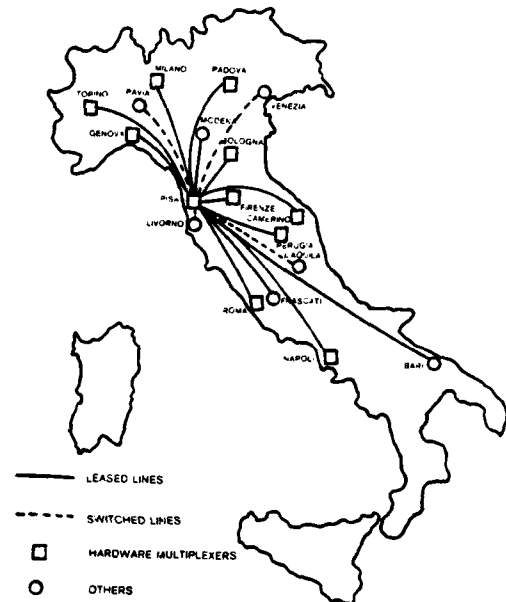 MILANO
PADOVA
TORINO
PAVIA
VENEZIA
MODENA
GENOVA
BOLOGNA
PISA
FIRENZE
CAMERINO
LIVORNO
PERUGIA
L'AQUILA
ROMA
FRASCATI
NAPOLI
BARI
LEASED LINES
SWITCHED LINES
HARDWARE MULTIPLEXERS
OTHERS